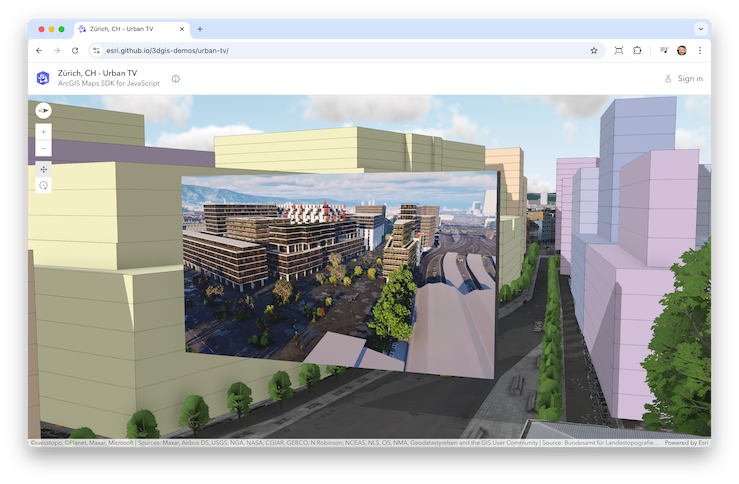 Zürich, CH - Urban TV
esri.github.io/3dgis-demos/urban-tv/
Zürich, CH - Urban TV
ArcGIS Maps SDK for JavaScript
Sign in
©swisstopo, ©Planet, Maxar, Microsoft | Sources: Maxar, Airbus DS, USGS, NGA, NASA, CGIAR, GEBCO, N Robinson, NCEAS, NLS, OS, NMA, Geodatastyrelsen and the GIS User Community | Source: Bundesamt für Landestopografie... Powered by Esri